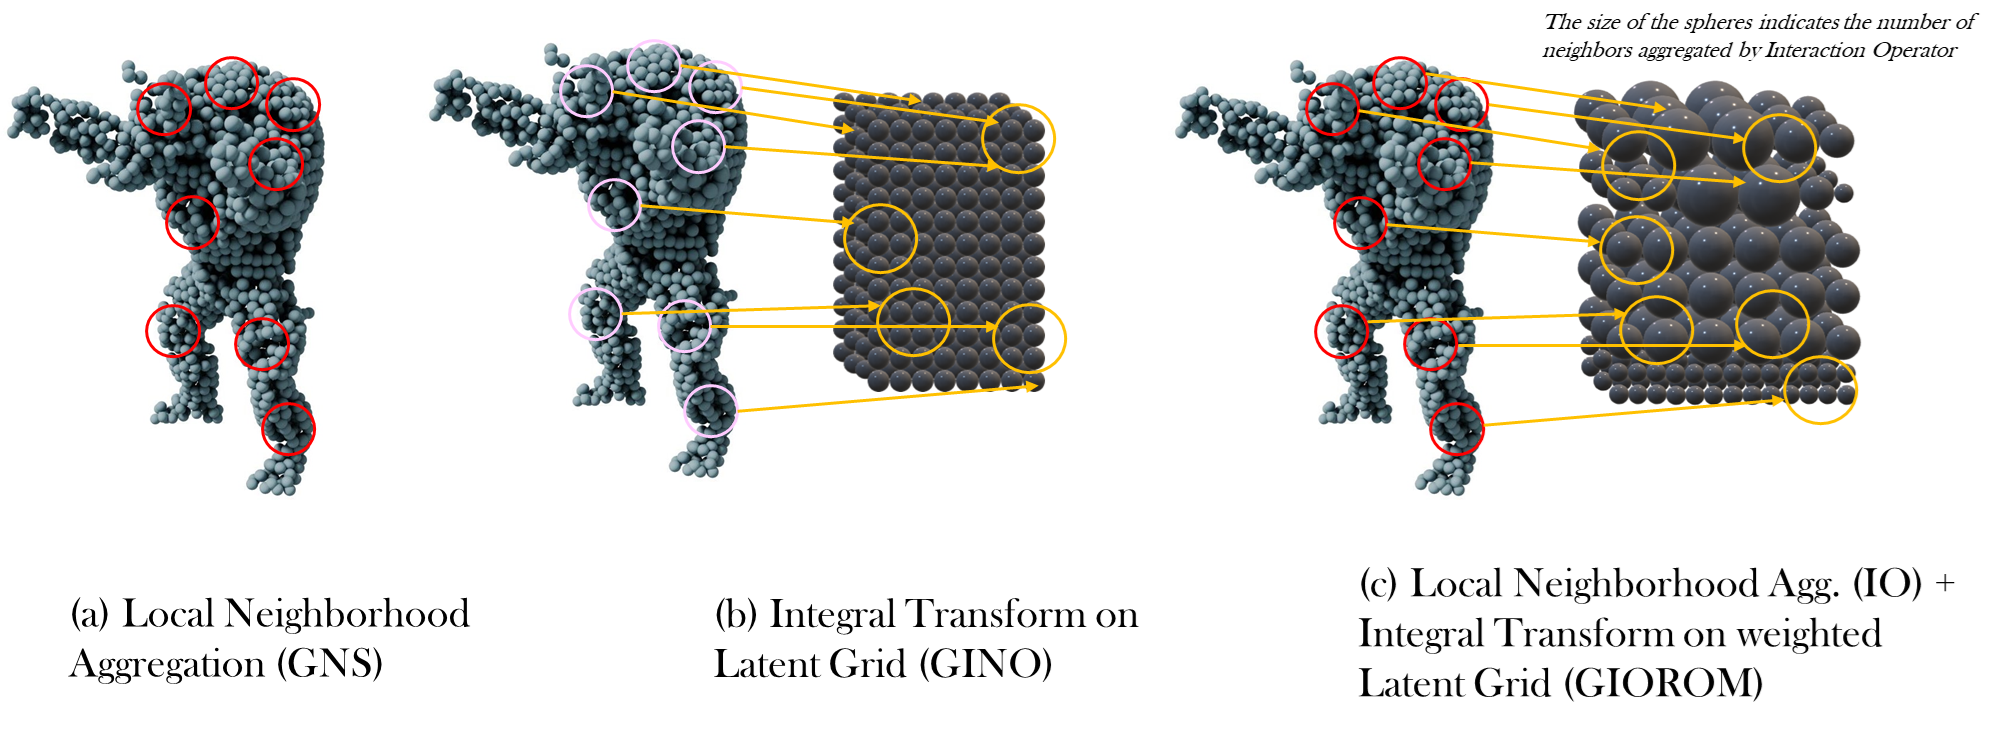 The size of the spheres indicates the number of
neighbors aggregated by Interaction Operator
(a) Local Neighborhood
Aggregation (GNS)
(b) Integral Transform on
Latent Grid (GINO)
(c) Local Neighborhood Agg. (IO) +
Integral Transform on weighted
Latent Grid (GIOROM)